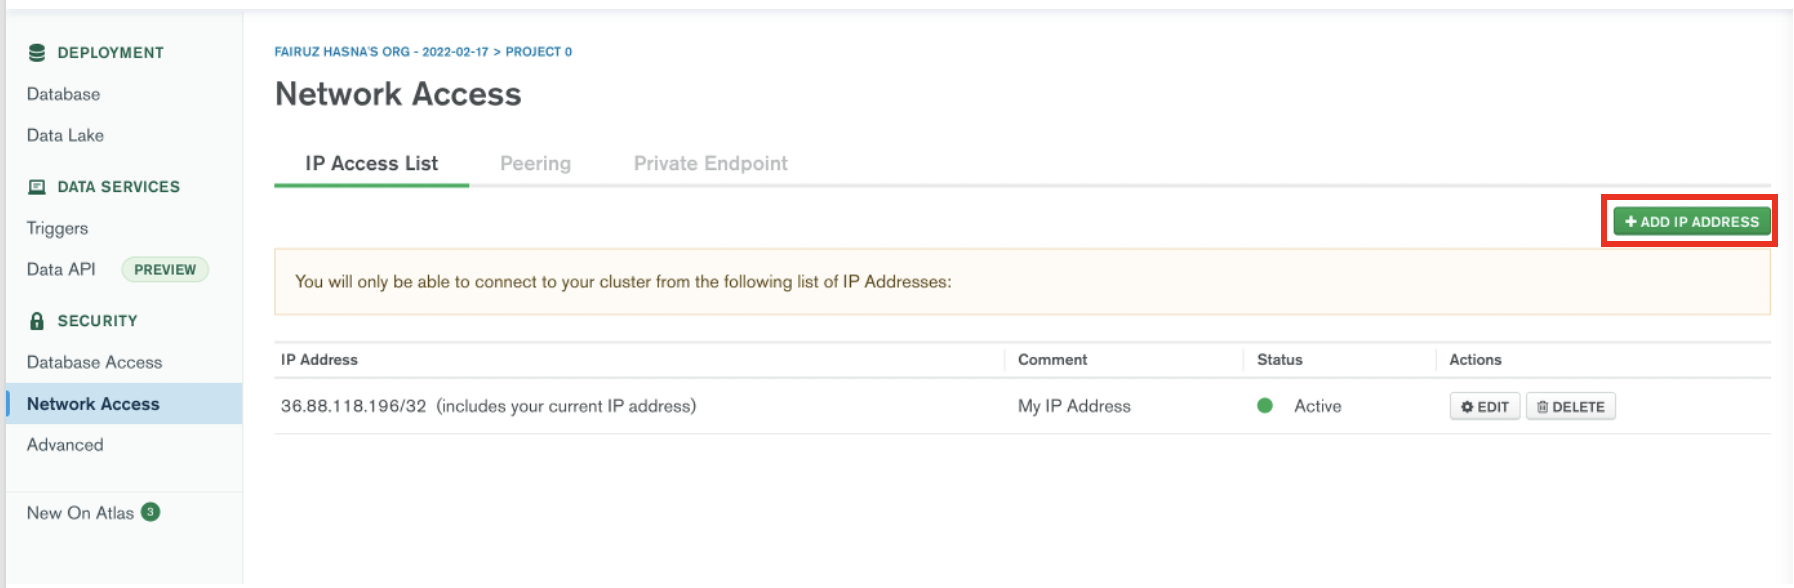 DEPLOYMENT
Database
Data Lake
DATA SERVICES
Triggers
Data API PREVIEW
SECURITY
Database Access
Network Access
Advanced
New On Atlas 3
FAIRUZ HASNA'S ORG - 2022-02-17 > PROJECT 0
Network Access
IP Access List Peering Private Endpoint
+ ADD IP ADDRESS
You will only be able to connect to your cluster from the following list of IP Addresses:
IP Address Comment Status Actions
36.88.118.196/32 (includes your current IP address) My IP Address Active EDIT DELETE